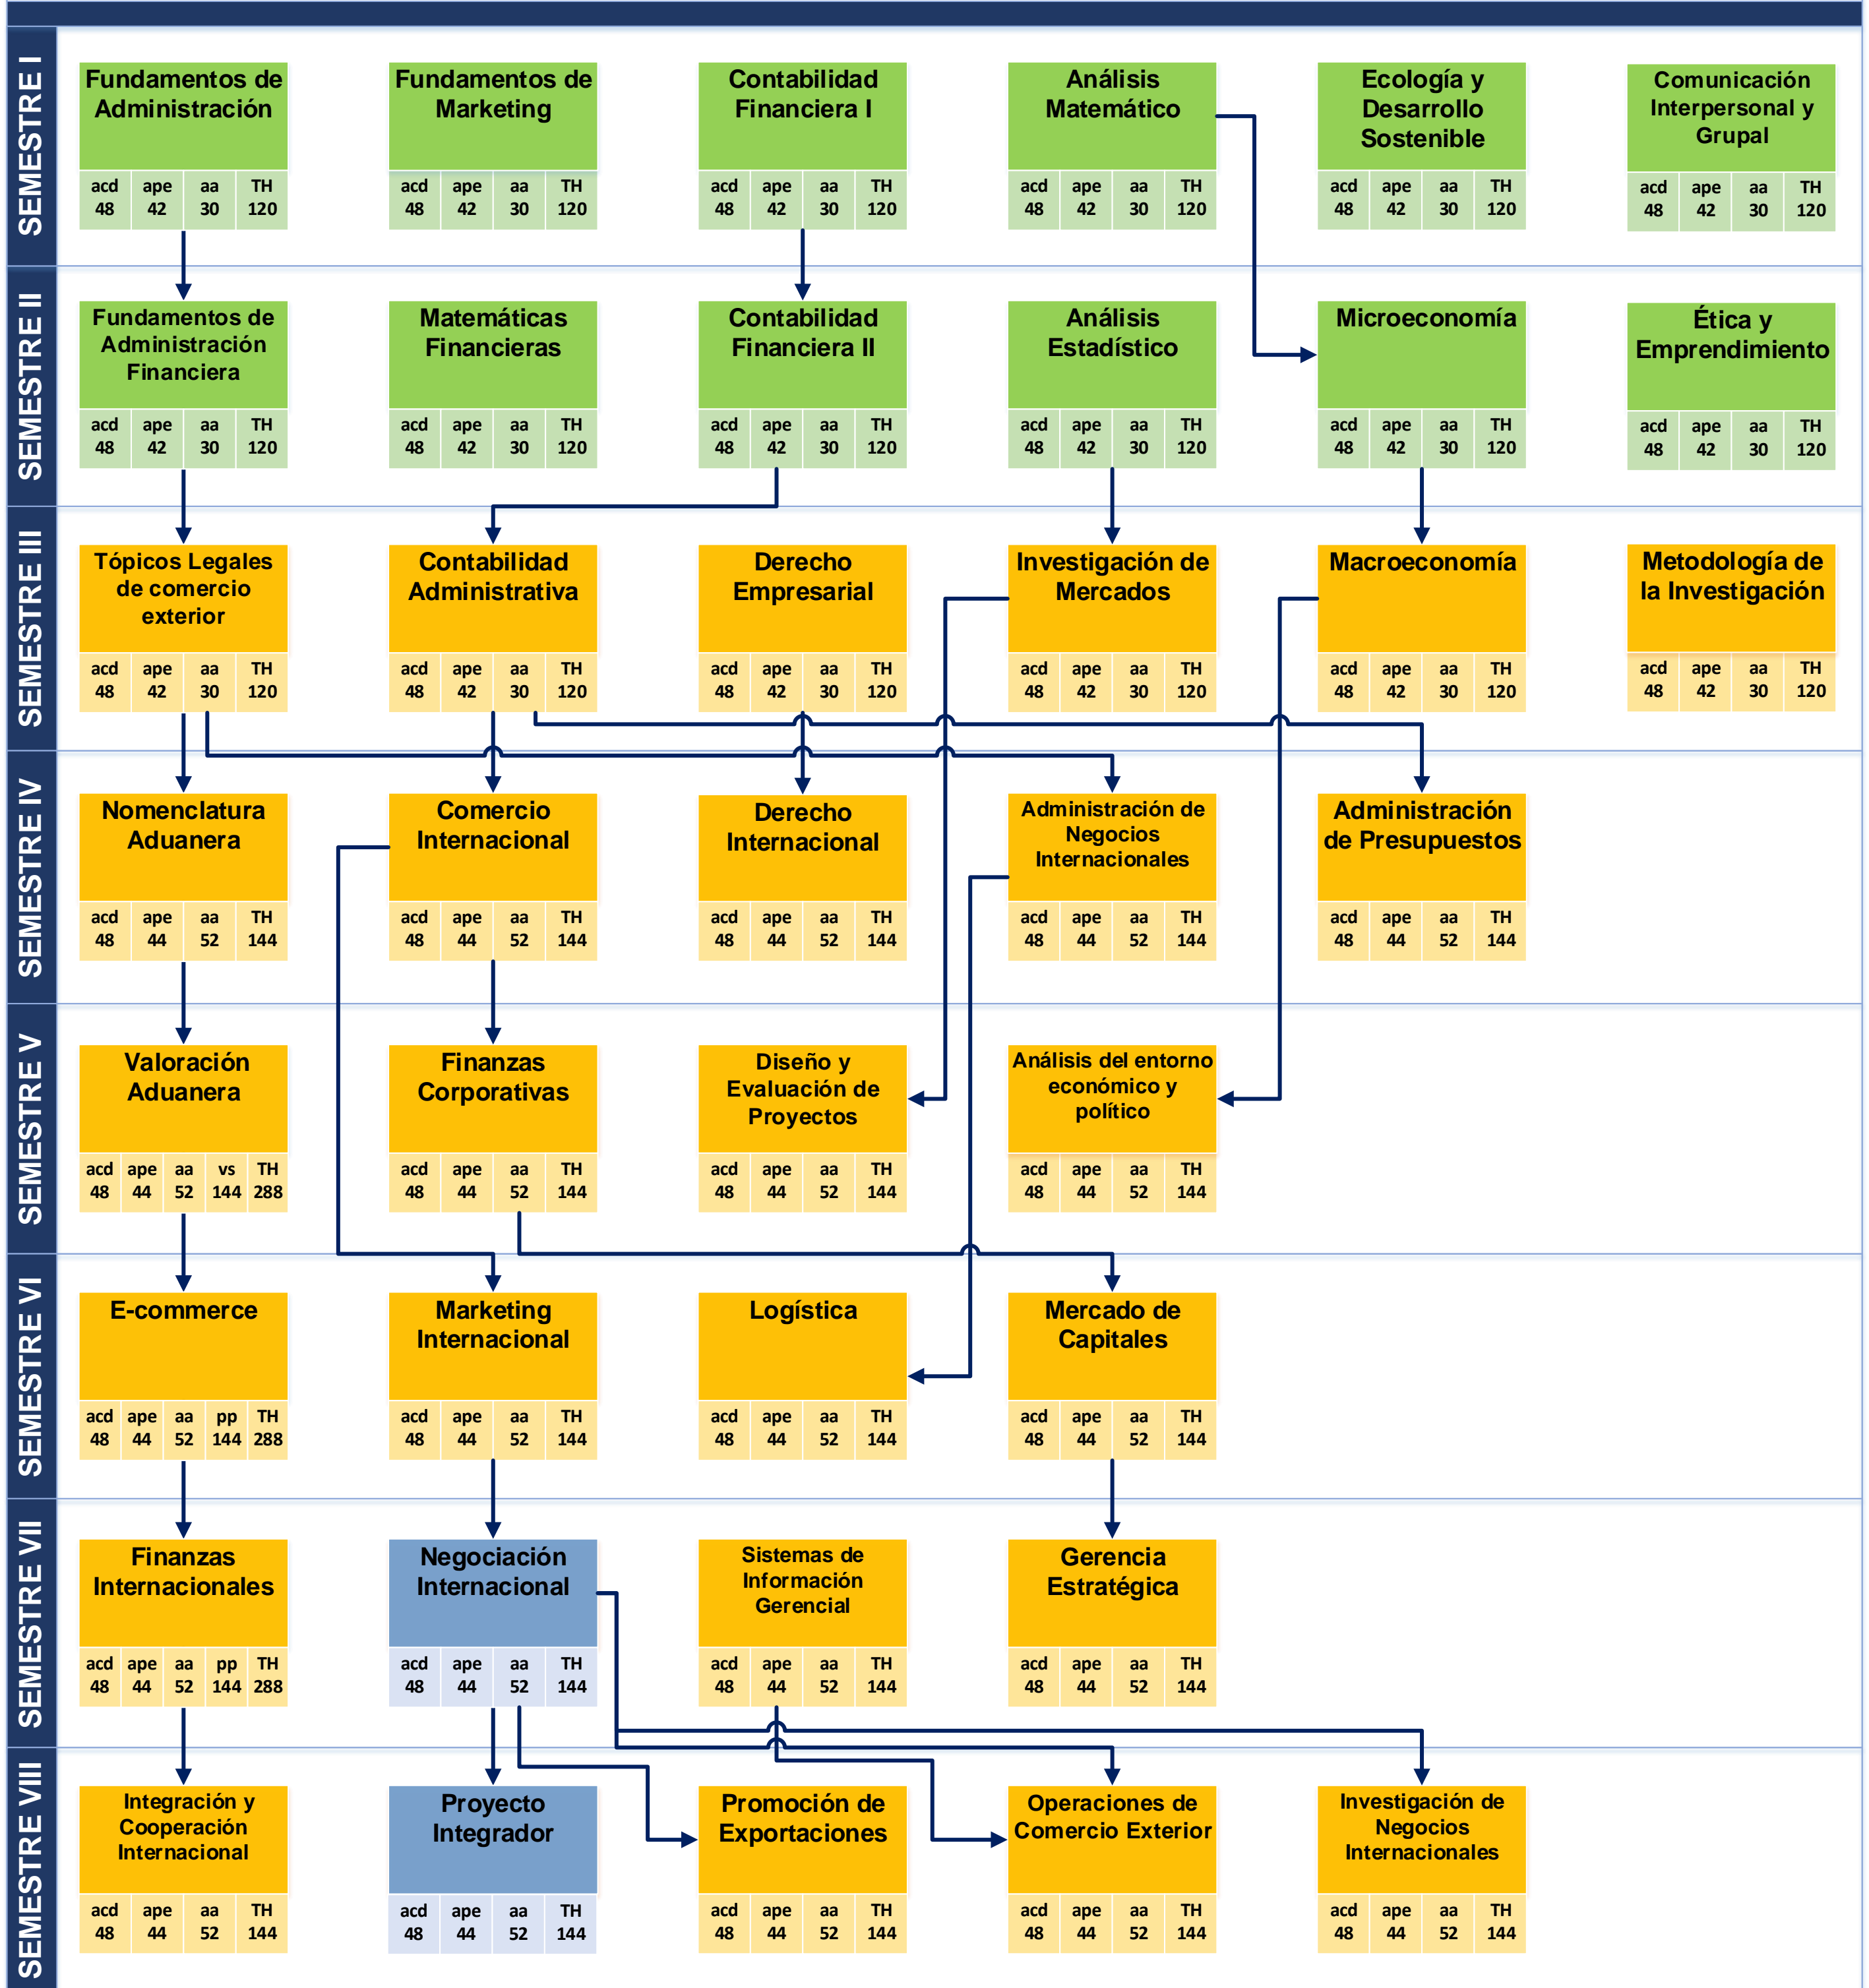 SEMESTRE I
Fundamentos de
Administración
acd ape aa TH
48 42 30 120
Fundamentos de
Marketing
acd ape aa TH
48 42 30 120
Contabilidad
Financiera I
acd ape aa TH
48 42 30 120
Análisis
Matemático
acd ape aa TH
48 42 30 120
Ecología y
Desarrollo
Sostenible
acd ape aa TH
48 42 30 120
Comunicación
Interpersonal y
Grupal
acd ape aa TH
48 42 30 120
SEMESTRE II
Fundamentos de
Administración
Financiera
acd ape aa TH
48 42 30 120
Matemáticas
Financieras
acd ape aa TH
48 42 30 120
Contabilidad
Financiera II
acd ape aa TH
48 42 30 120
Análisis
Estadístico
acd ape aa TH
48 42 30 120
Microeconomía
acd ape aa TH
48 42 30 120
Ética y
Emprendimiento
acd ape aa TH
48 42 30 120
SEMESTRE III
Tópicos Legales
de comercio
exterior
acd ape aa TH
48 42 30 120
Contabilidad
Administrativa
acd ape aa TH
48 42 30 120
Derecho
Empresarial
acd ape aa TH
48 42 30 120
Investigación de
Mercados
acd ape aa TH
48 42 30 120
Macroeconomía
acd ape aa TH
48 42 30 120
Metodología de
la Investigación
acd ape aa TH
48 42 30 120
SEMESTRE IV
Nomenclatura
Aduanera
acd ape aa TH
48 44 52 144
Comercio
Internacional
acd ape aa TH
48 44 52 144
Derecho
Internacional
acd ape aa TH
48 44 52 144
Administración de
Negocios
Internacionales
acd ape aa TH
48 44 52 144
Administración
de Presupuestos
acd ape aa TH
48 44 52 144
SEMESTRE V
Valoración
Aduanera
acd ape aa vs TH
48 44 52 144 288
Finanzas
Corporativas
acd ape aa TH
48 44 52 144
Diseño y
Evaluación de
Proyectos
acd ape aa TH
48 44 52 144
Análisis del entorno
económico y
político
acd ape aa TH
48 44 52 144
SEMESTRE VI
E-commerce
acd ape aa pp TH
48 44 52 144 288
Marketing
Internacional
acd ape aa TH
48 44 52 144
Logística
acd ape aa TH
48 44 52 144
Mercado de
Capitales
acd ape aa TH
48 44 52 144
SEMESTRE VII
Finanzas
Internacionales
acd ape aa pp TH
48 44 52 144 288
Negociación
Internacional
acd ape aa TH
48 44 52 144
Sistemas de
Información
Gerencial
acd ape aa TH
48 44 52 144
Gerencia
Estratégica
acd ape aa TH
48 44 52 144
SEMESTRE VIII
Integración y
Cooperación
Internacional
acd ape aa TH
48 44 52 144
Proyecto
Integrador
acd ape aa TH
48 44 52 144
Promoción de
Exportaciones
acd ape aa TH
48 44 52 144
Operaciones de
Comercio Exterior
acd ape aa TH
48 44 52 144
Investigación de
Negocios
Internacionales
acd ape aa TH
48 44 52 144